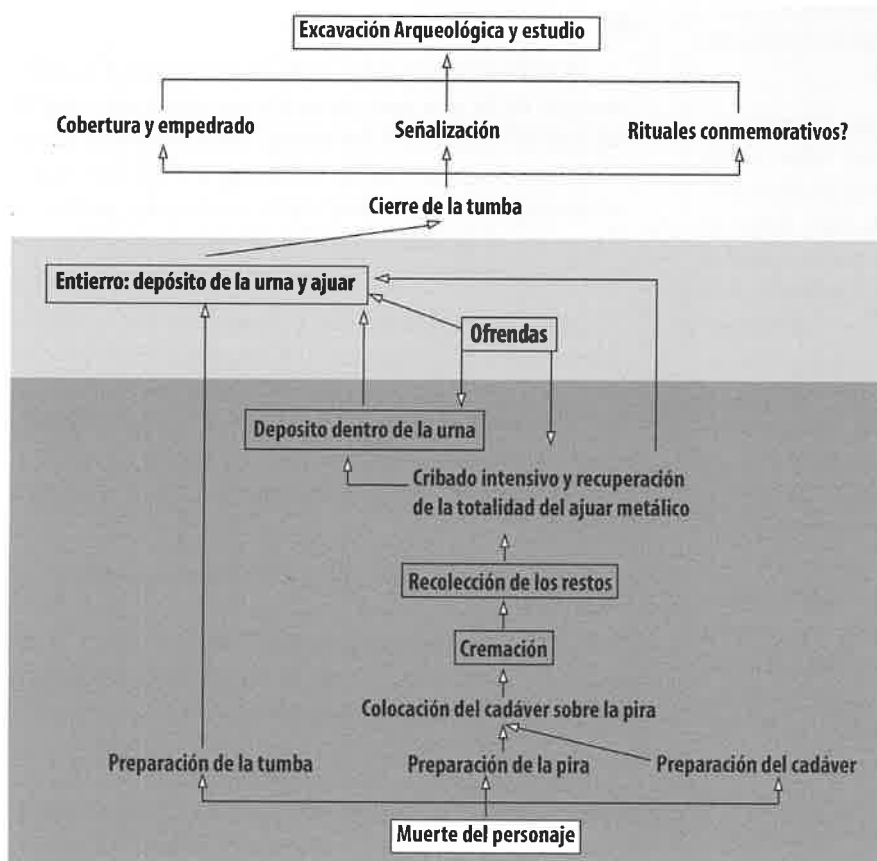 Excavación Arqueológica y estudio
Cobertura y empedrado
Señalización
Rituales conmemorativos?
Cierre de la tumba
Entierro: depósito de la urna y ajuar
Ofrendas
Deposito dentro de la urna
Cribado intensivo y recuperación
de la totalidad del ajuar metálico
Recolección de los restos
Cremación
Colocación del cadáver sobre la pira
Preparación de la tumba
Preparación de la pira
Preparación del cadáver
Muerte del personaje